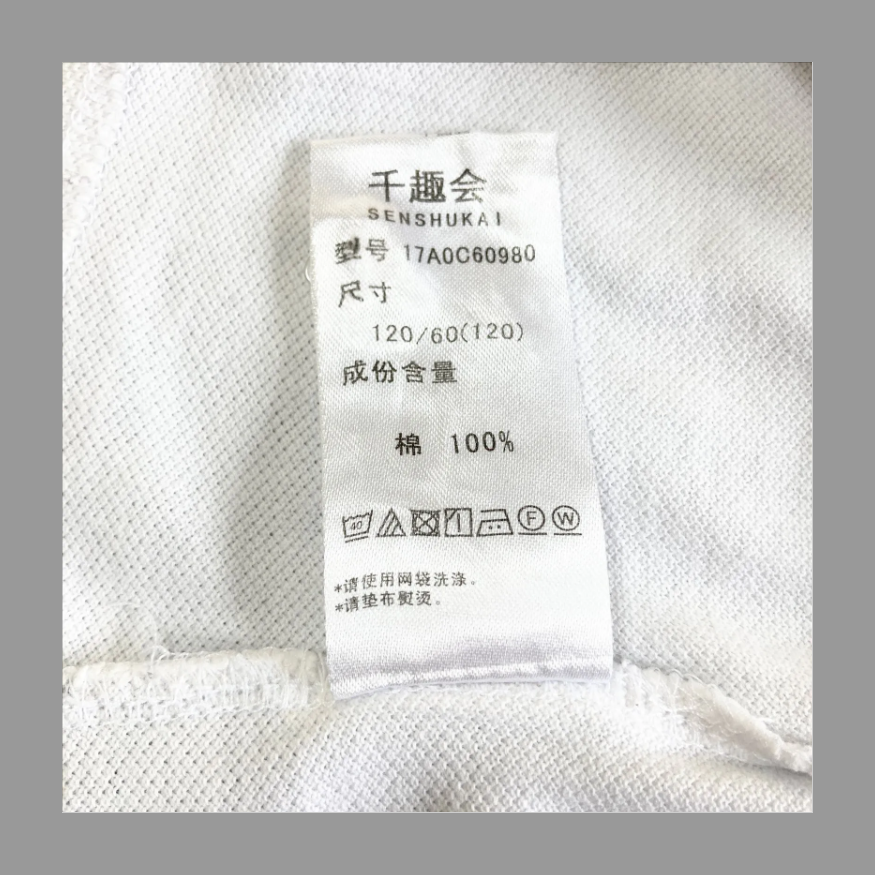 千趣会
SENSHUKAI
型号 17A0C60980
尺寸
120/60(120)
成份含量
棉 100%
40 F W
*请使用网袋洗涤。
*请垫布熨烫。